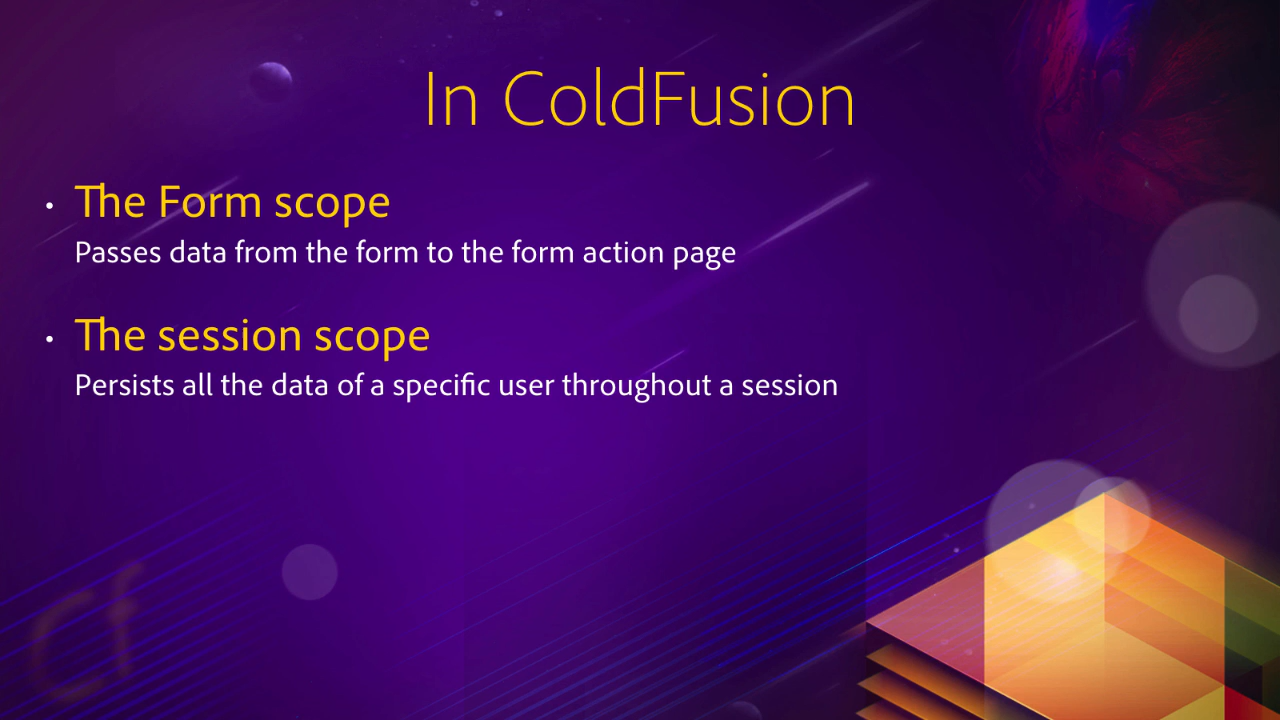 In ColdFusion
• The Form scope
Passes data from the form to the form action page
• The session scope
Persists all the data of a specific user throughout a session
Cf